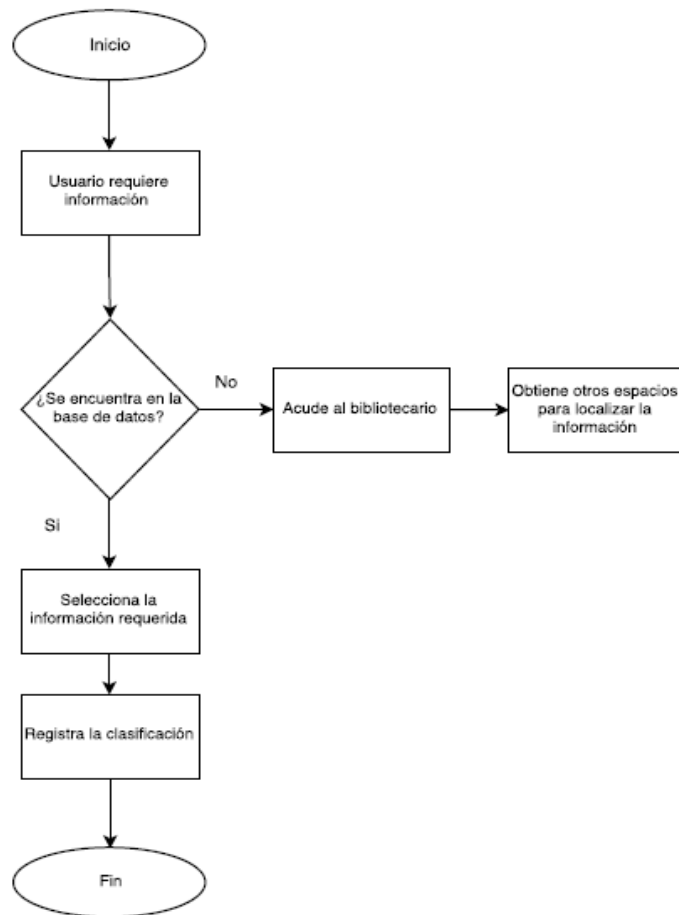 Inicio
Usuario requiere
información
¿Se encuentra en la
base de datos?
No
Acude al bibliotecario
Obtiene otros espacios
para localizar la
información
Si
Selecciona la
información requerida
Registra la clasificación
Fin